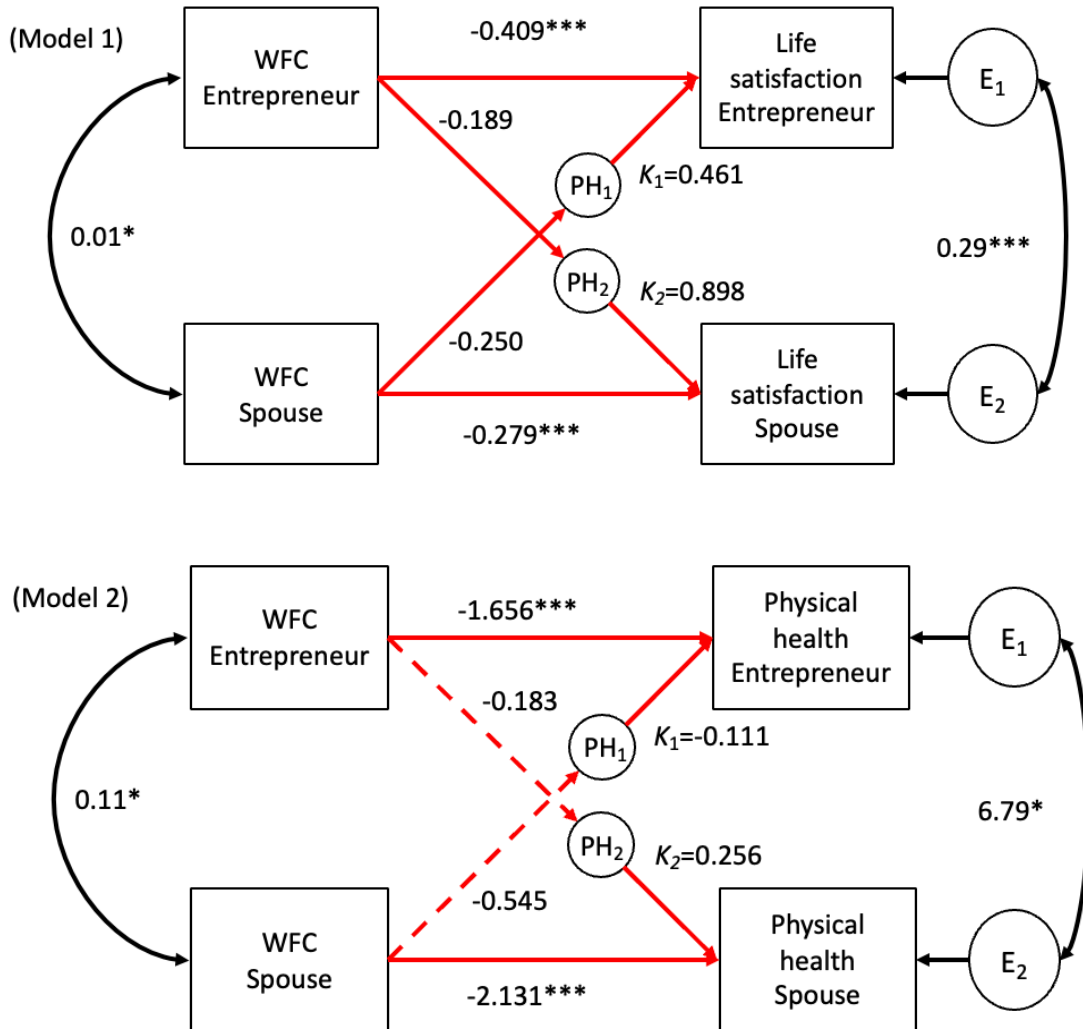 (Model 1)
WFC
Entrepreneur
-0.409***
Life
satisfaction
Entrepreneur
E1
-0.189
PH1
K1=0.461
0.01*
0.29***
PH2
K2=0.898
-0.250
WFC
Spouse
Life
satisfaction
Spouse
E2
-0.279***
(Model 2)
WFC
Entrepreneur
-1.656***
Physical
health
Entrepreneur
E1
-0.183
PH1
K1=-0.111
0.11*
6.79*
PH2
K2=0.256
-0.545
WFC
Spouse
Physical
health
Spouse
E2
-2.131***